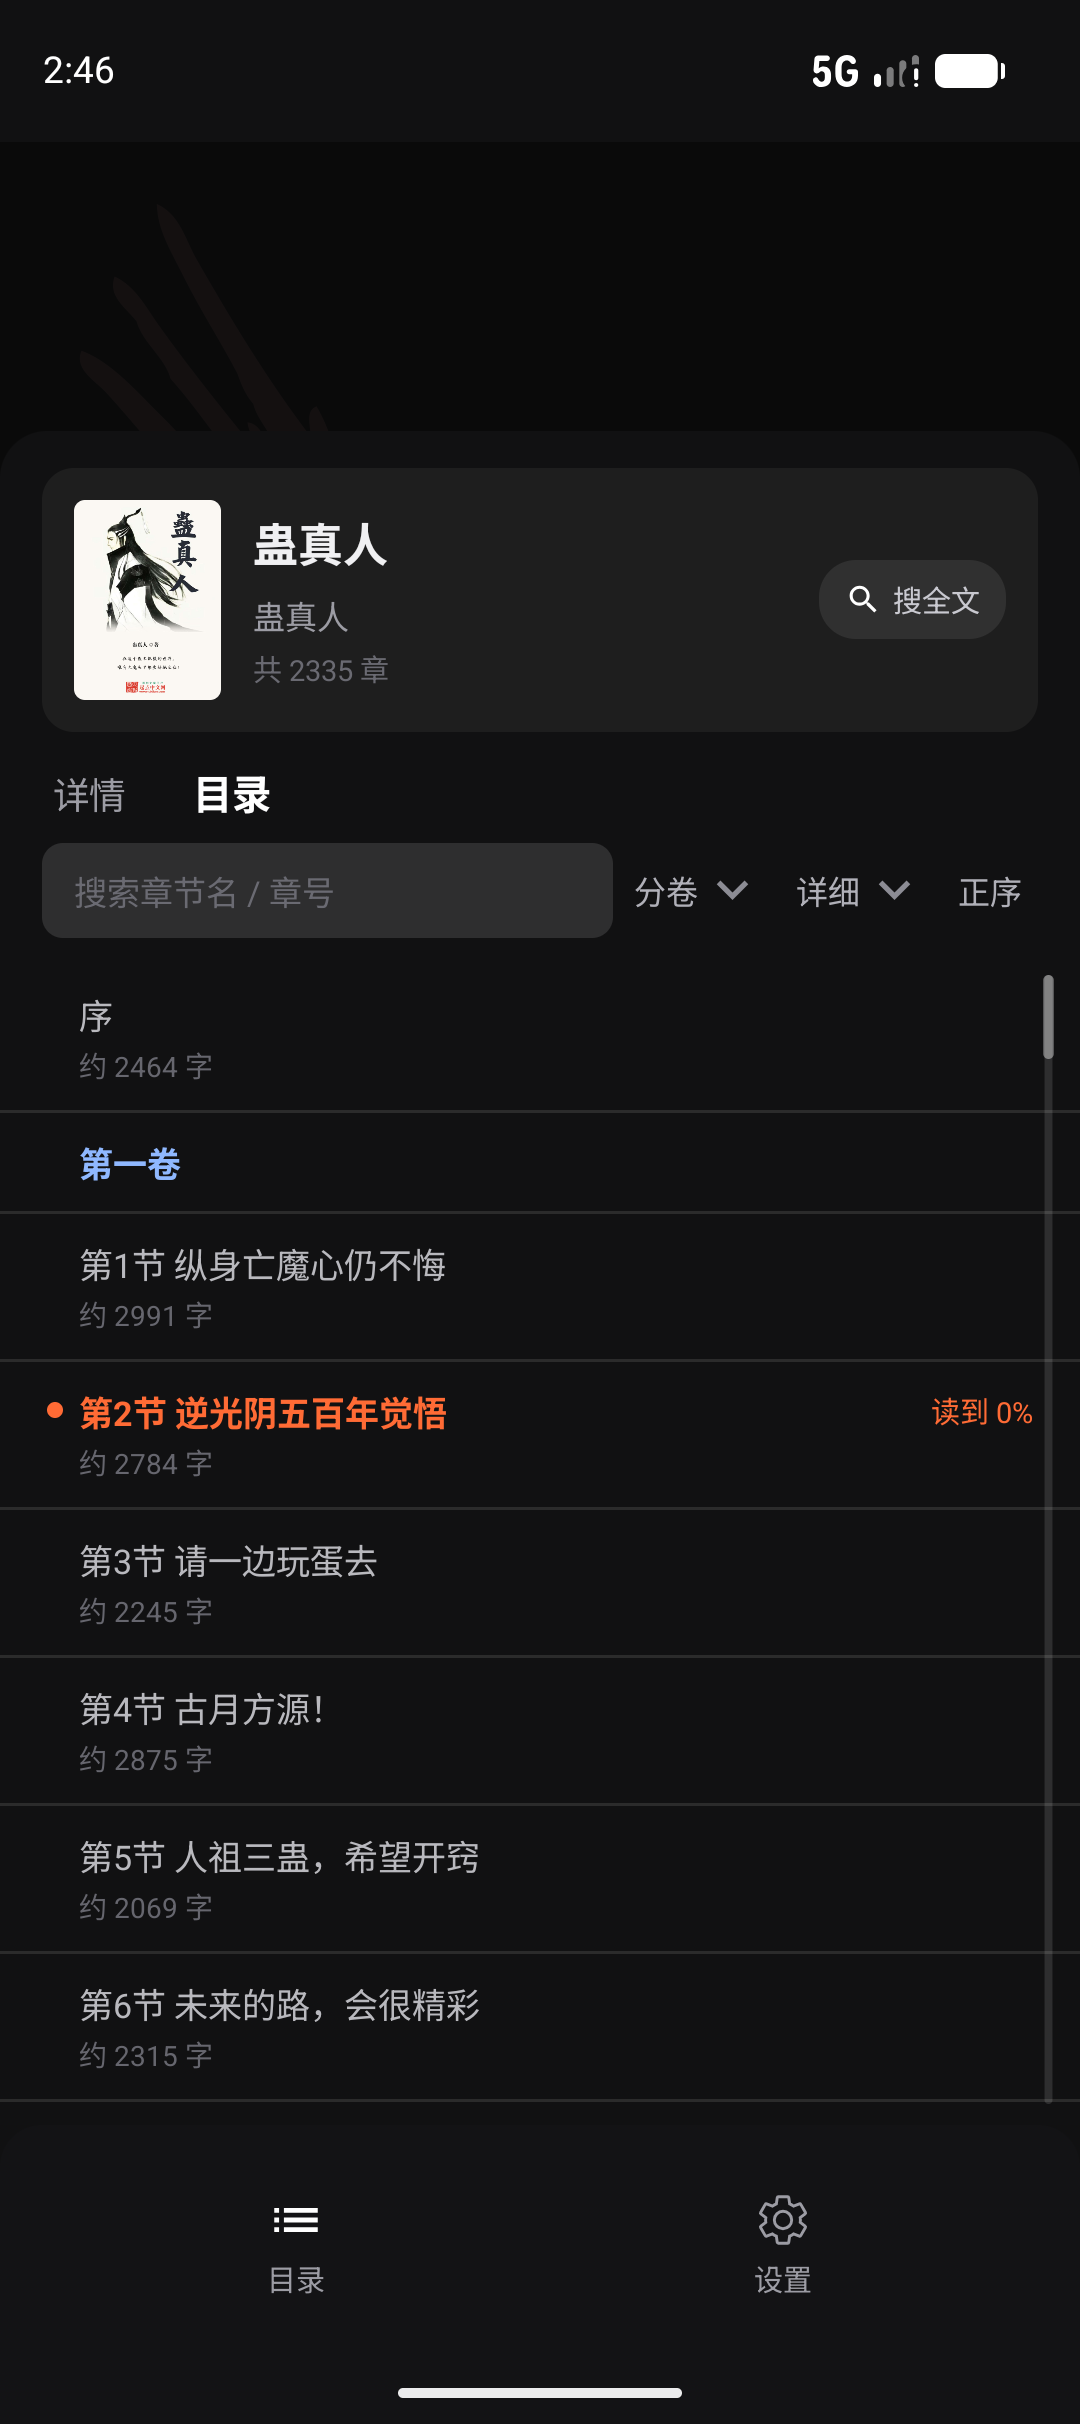 2:46
5G
蛊真人
蛊真人
蛊真人
共 2335 章
搜全文
详情
目录
搜索章节名 / 章号
分卷
详细
正序
序
约 2464 字
第一卷
第1节 纵身亡魔心仍不悔
约 2991 字
第2节 逆光阴五百年觉悟
读到 0%
约 2784 字
第3节 请一边玩蛋去
约 2245 字
第4节 古月方源！
约 2875 字
第5节 人祖三蛊，希望开窍
约 2069 字
第6节 未来的路，会很精彩
约 2315 字
目录
设置